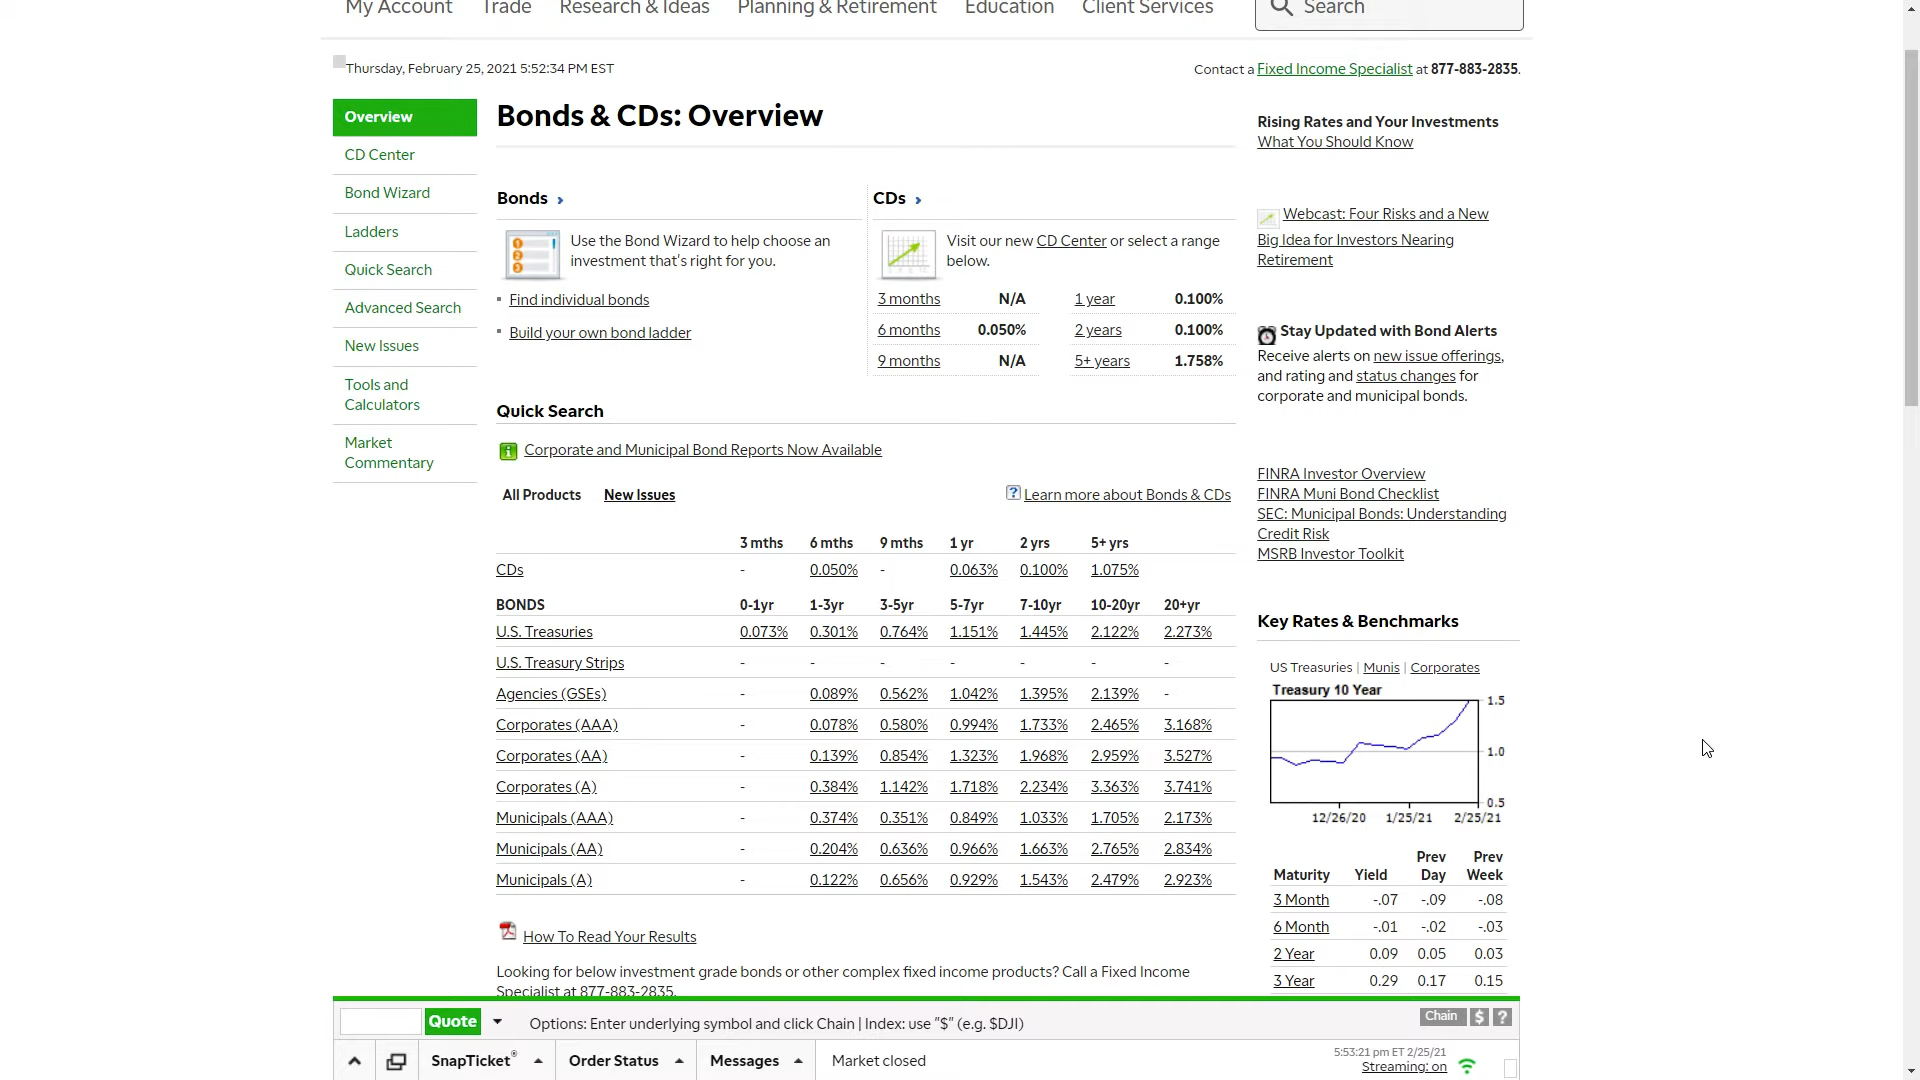 My Account Trade Research & Ideas Planning & Retirement Education Client Services Search
Thursday, February 25, 2021 5:52:34 PM EST
Contact a Fixed Income Specialist at 877-883-2835.
Overview
CD Center
Bond Wizard
Ladders
Quick Search
Advanced Search
New Issues
Tools and
Calculators
Market
Commentary
Bonds & CDs: Overview
Bonds ›
Use the Bond Wizard to help choose an
investment that's right for you.
Find individual bonds
Build your own bond ladder
CDs ›
Visit our new CD Center or select a range
below.
3 months N/A 1 year 0.100%
6 months 0.050% 2 years 0.100%
9 months N/A 5+ years 1.758%
Quick Search
Corporate and Municipal Bond Reports Now Available
All Products New Issues ? Learn more about Bonds & CDs
3 mths 6 mths 9 mths 1 yr 2 yrs 5+ yrs
CDs - 0.050% - 0.063% 0.100% 1.075%
BONDS 0-1yr 1-3yr 3-5yr 5-7yr 7-10yr 10-20yr 20+yr
U.S. Treasuries 0.073% 0.301% 0.764% 1.151% 1.445% 2.122% 2.273%
U.S. Treasury Strips - - - - - - -
Agencies (GSEs) - 0.089% 0.562% 1.042% 1.395% 2.139% -
Corporates (AAA) - 0.078% 0.580% 0.994% 1.733% 2.465% 3.168%
Corporates (AA) - 0.139% 0.854% 1.323% 1.968% 2.959% 3.527%
Corporates (A) - 0.384% 1.142% 1.718% 2.234% 3.363% 3.741%
Municipals (AAA) - 0.374% 0.351% 0.849% 1.033% 1.705% 2.173%
Municipals (AA) - 0.204% 0.636% 0.966% 1.663% 2.765% 2.834%
Municipals (A) - 0.122% 0.656% 0.929% 1.543% 2.479% 2.923%
How To Read Your Results
Looking for below investment grade bonds or other complex fixed income products? Call a Fixed Income
Specialist at 877-883-2835.
Rising Rates and Your Investments
What You Should Know
Webcast: Four Risks and a New
Big Idea for Investors Nearing
Retirement
Stay Updated with Bond Alerts
Receive alerts on new issue offerings,
and rating and status changes for
corporate and municipal bonds.
FINRA Investor Overview
FINRA Muni Bond Checklist
SEC: Municipal Bonds: Understanding
Credit Risk
MSRB Investor Toolkit
Key Rates & Benchmarks
US Treasuries | Munis | Corporates
Treasury 10 Year
1.5
1.0
0.5
12/26/20 1/25/21 2/25/21
Prev Prev
Maturity Yield Day Week
3 Month -.07 -.09 -.08
6 Month -.01 -.02 -.03
2 Year 0.09 0.05 0.03
3 Year 0.29 0.17 0.15
Quote Options: Enter underlying symbol and click Chain | Index: use "$" (e.g. $DJI) Chain $ ?
SnapTicket® Order Status Messages Market closed
5:53:21 pm ET 2/25/21
Streaming: on